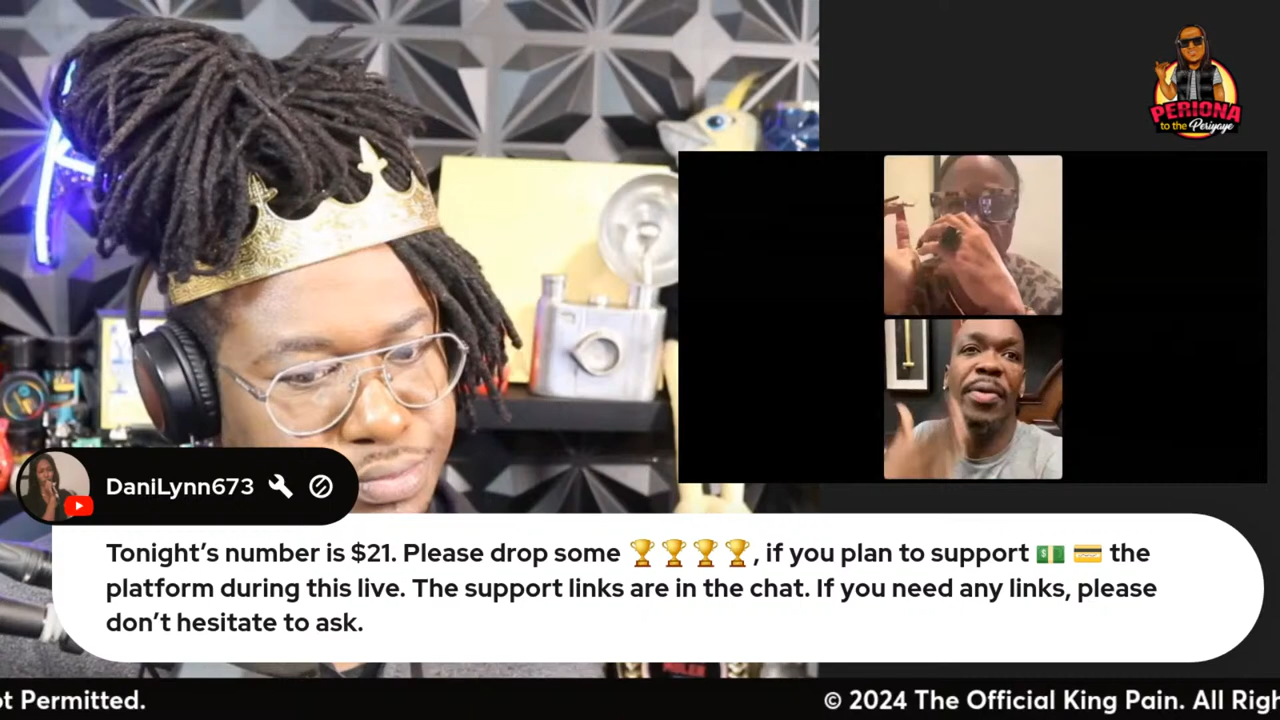 PERIONA
to the Periyaye
DaniLynn673
Tonight's number is $21. Please drop some 🏆🏆🏆🏆, if you plan to support 💵 💳 the
platform during this live. The support links are in the chat. If you need any links, please
don't hesitate to ask.
ot Permitted.
© 2024 The Official King Pain. All Righ